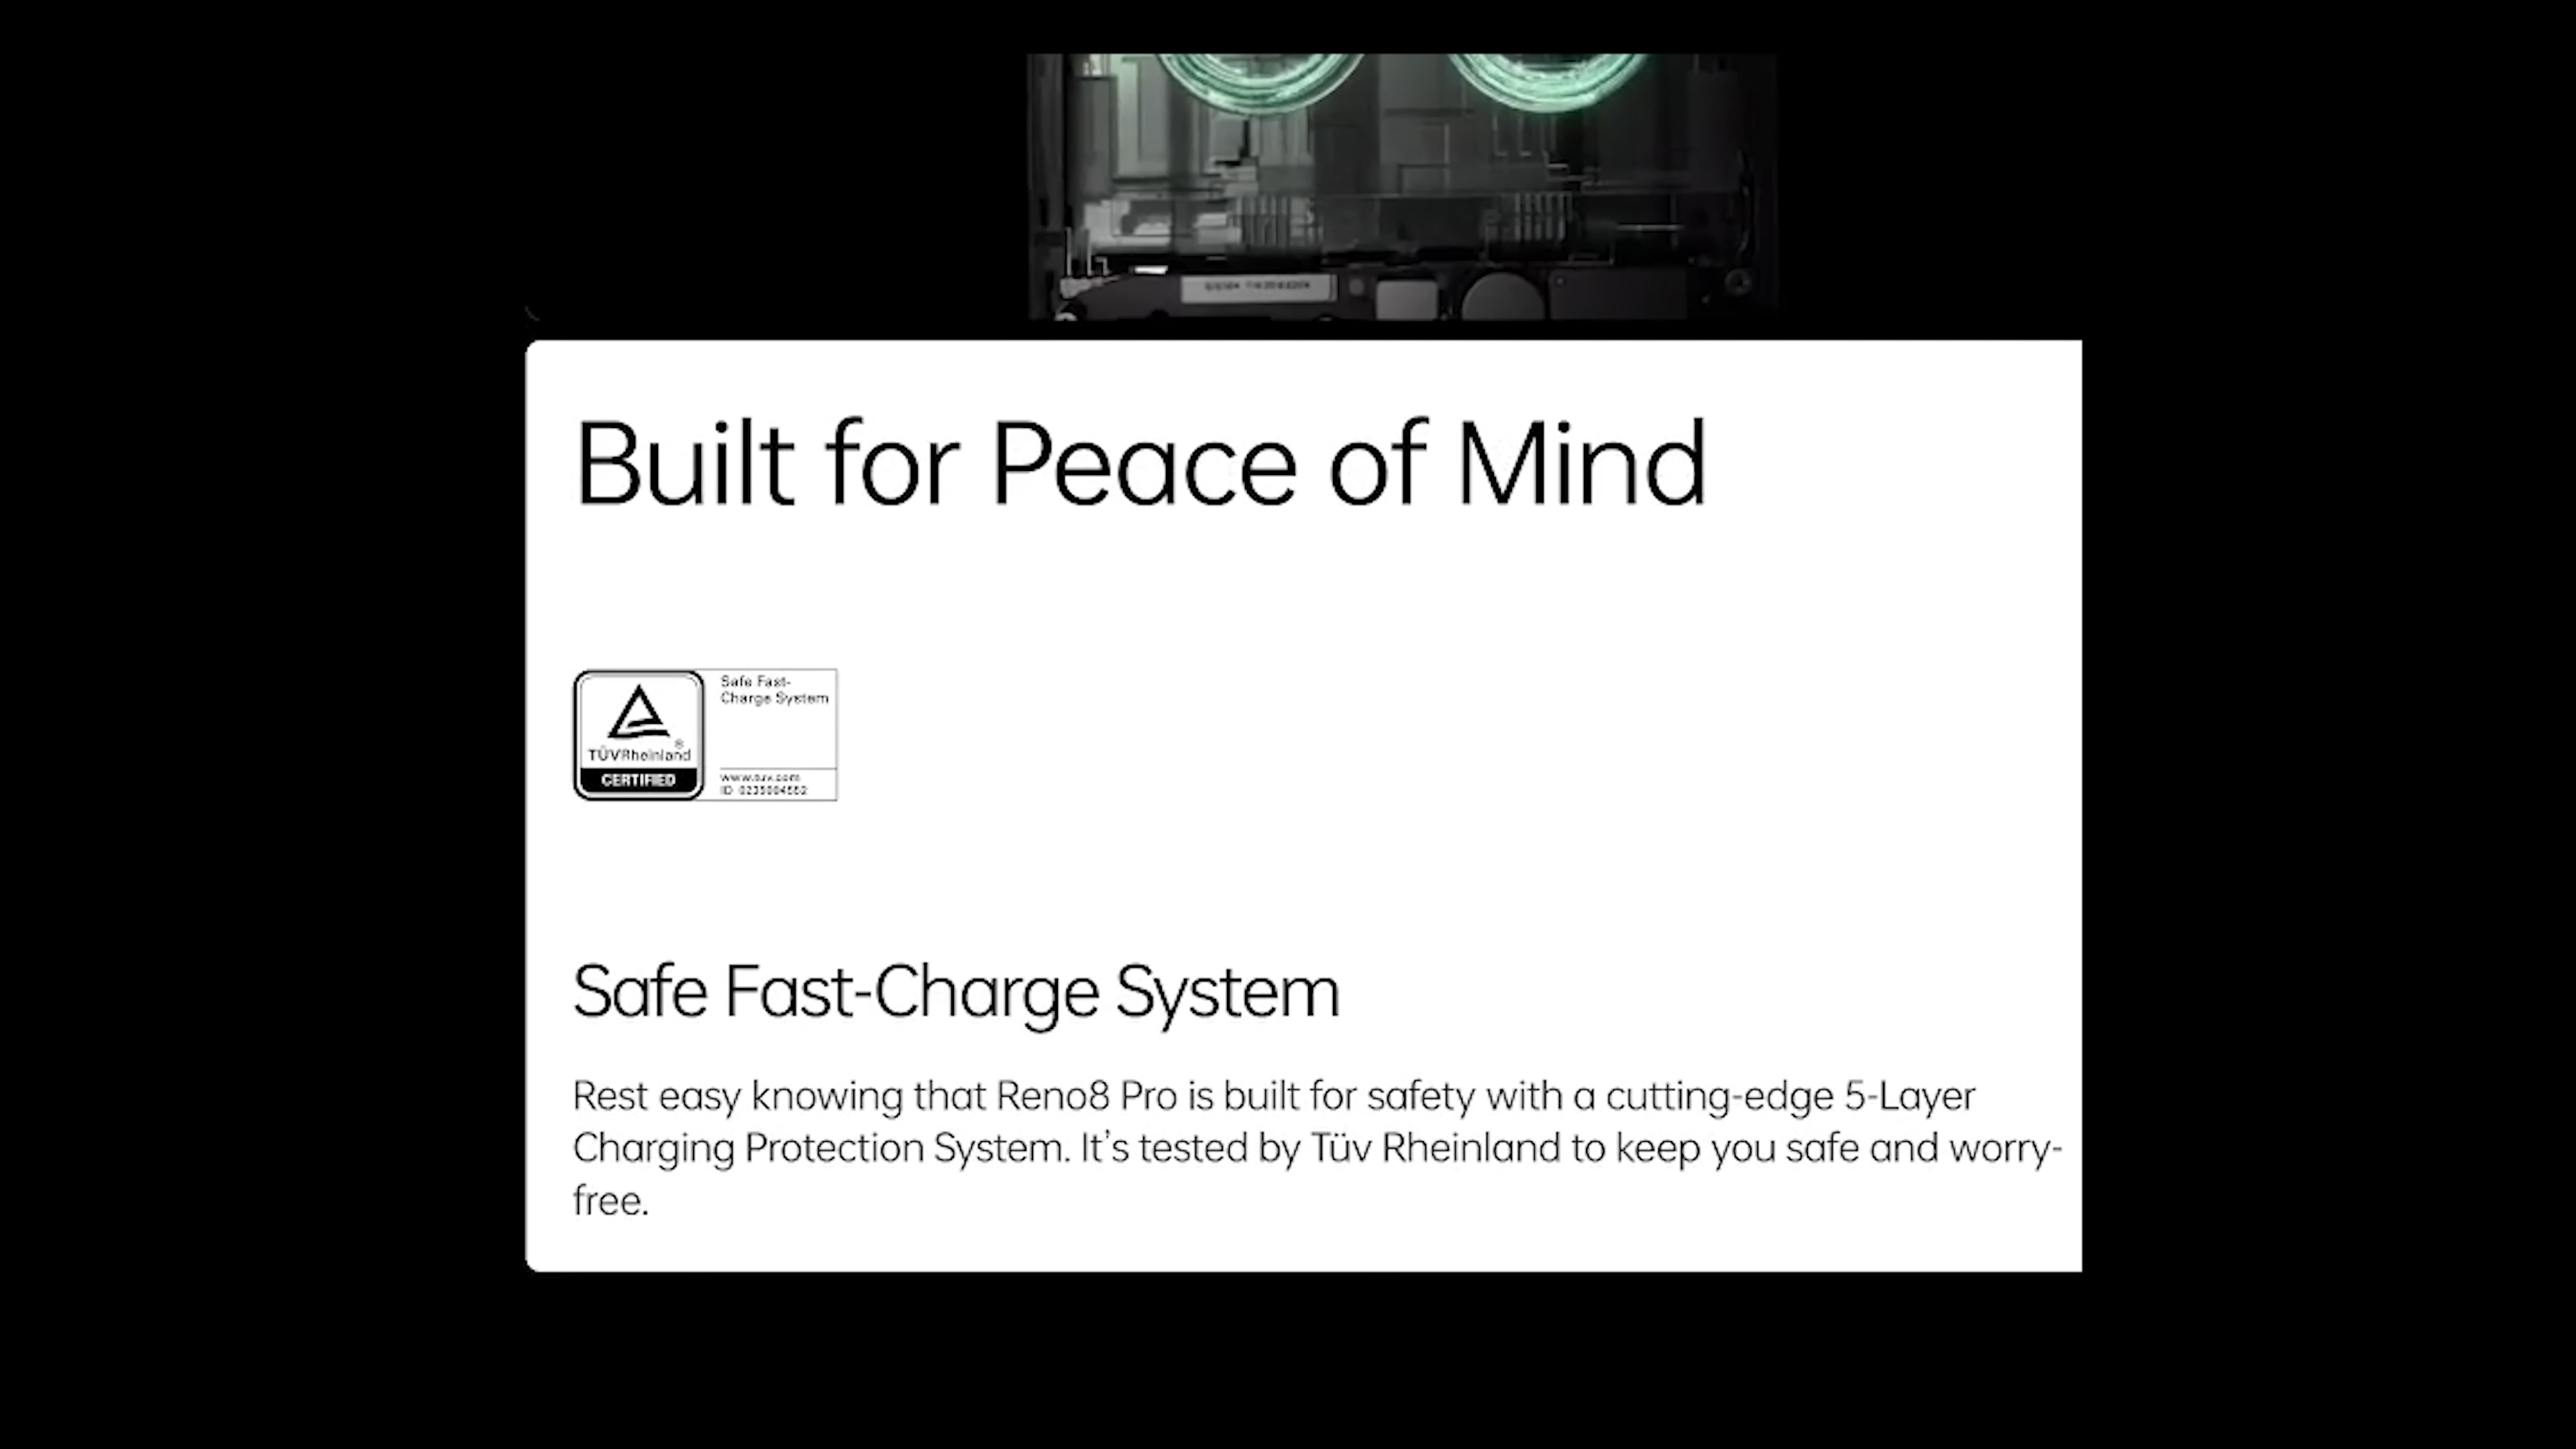 Built for Peace of Mind
Safe Fast-
Charge System
TÜVRheinland®
CERTIFIED
www.tuv.com
ID
Safe Fast-Charge System
Rest easy knowing that Reno8 Pro is built for safety with a cutting-edge 5-Layer
Charging Protection System. It's tested by Tüv Rheinland to keep you safe and worry-
free.